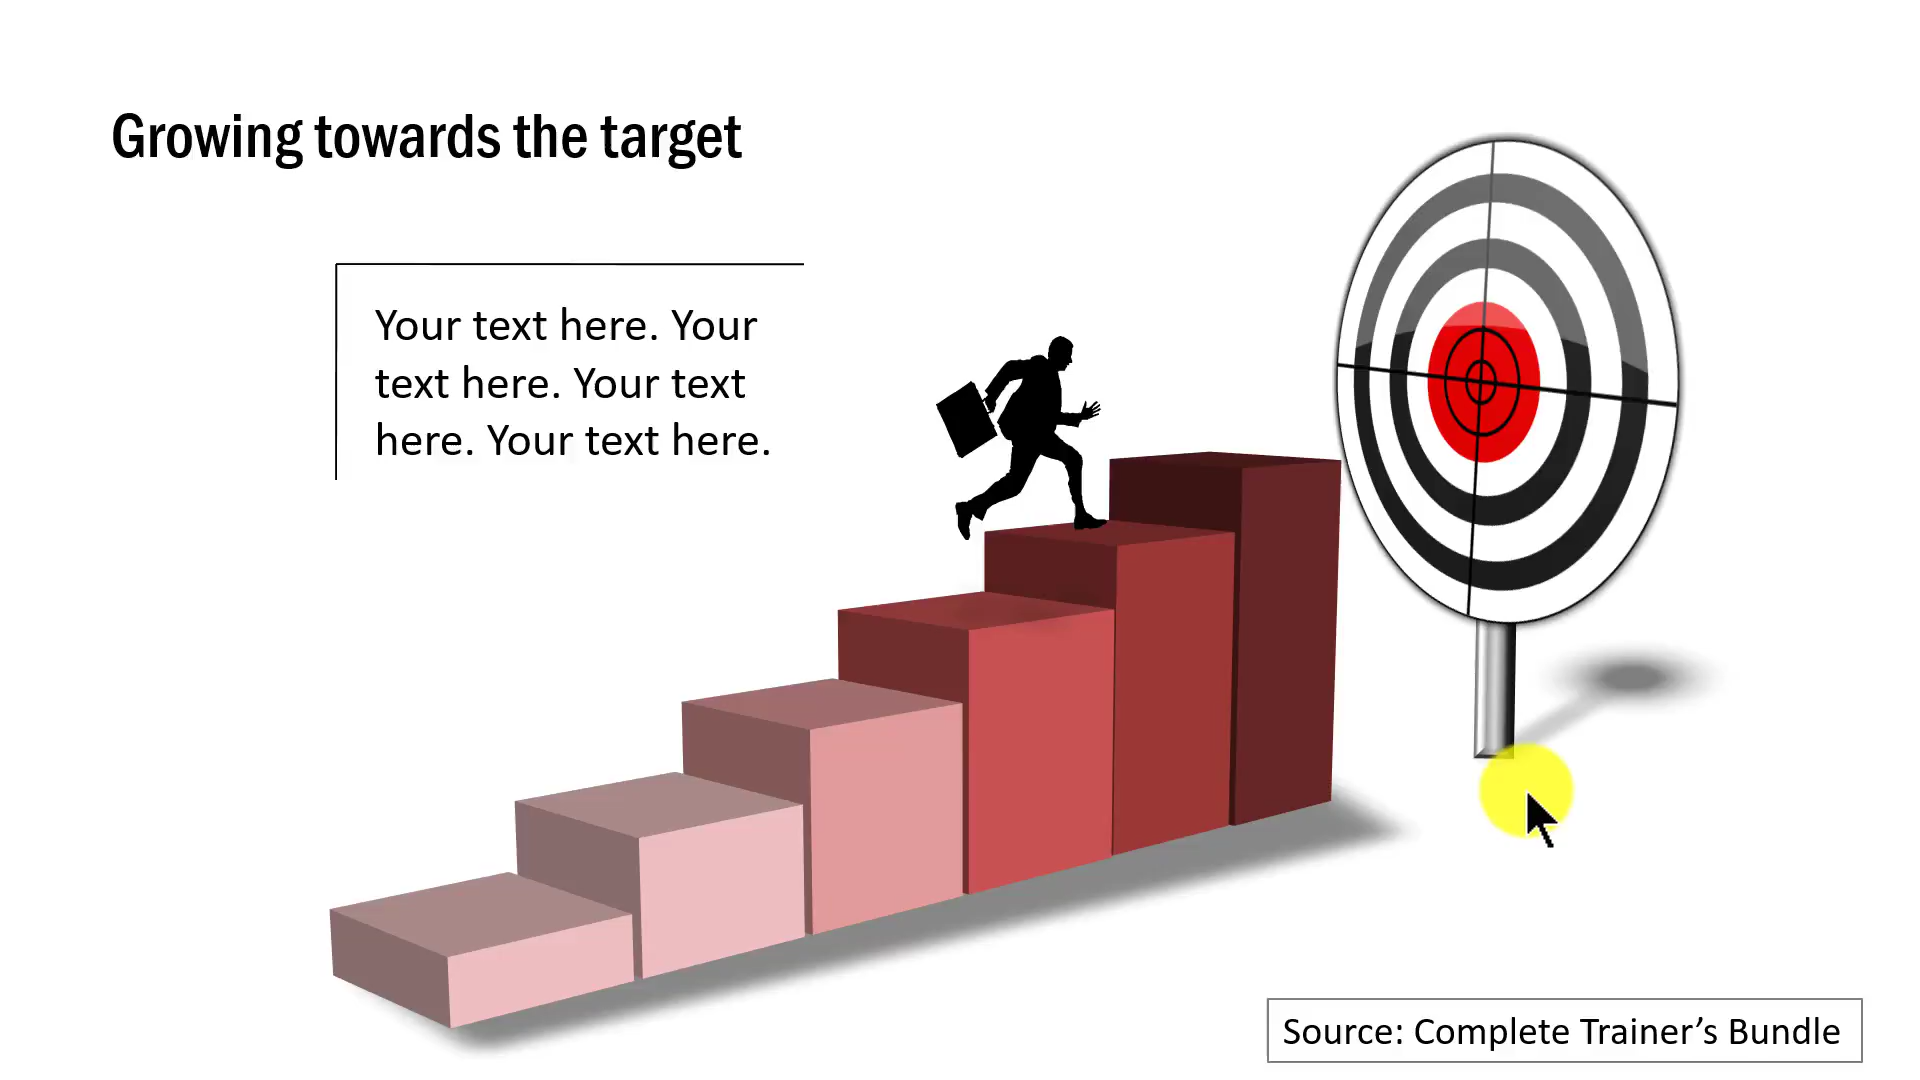 Growing towards the target
Your text here. Your
text here. Your text
here. Your text here.
Source: Complete Trainer’s Bundle